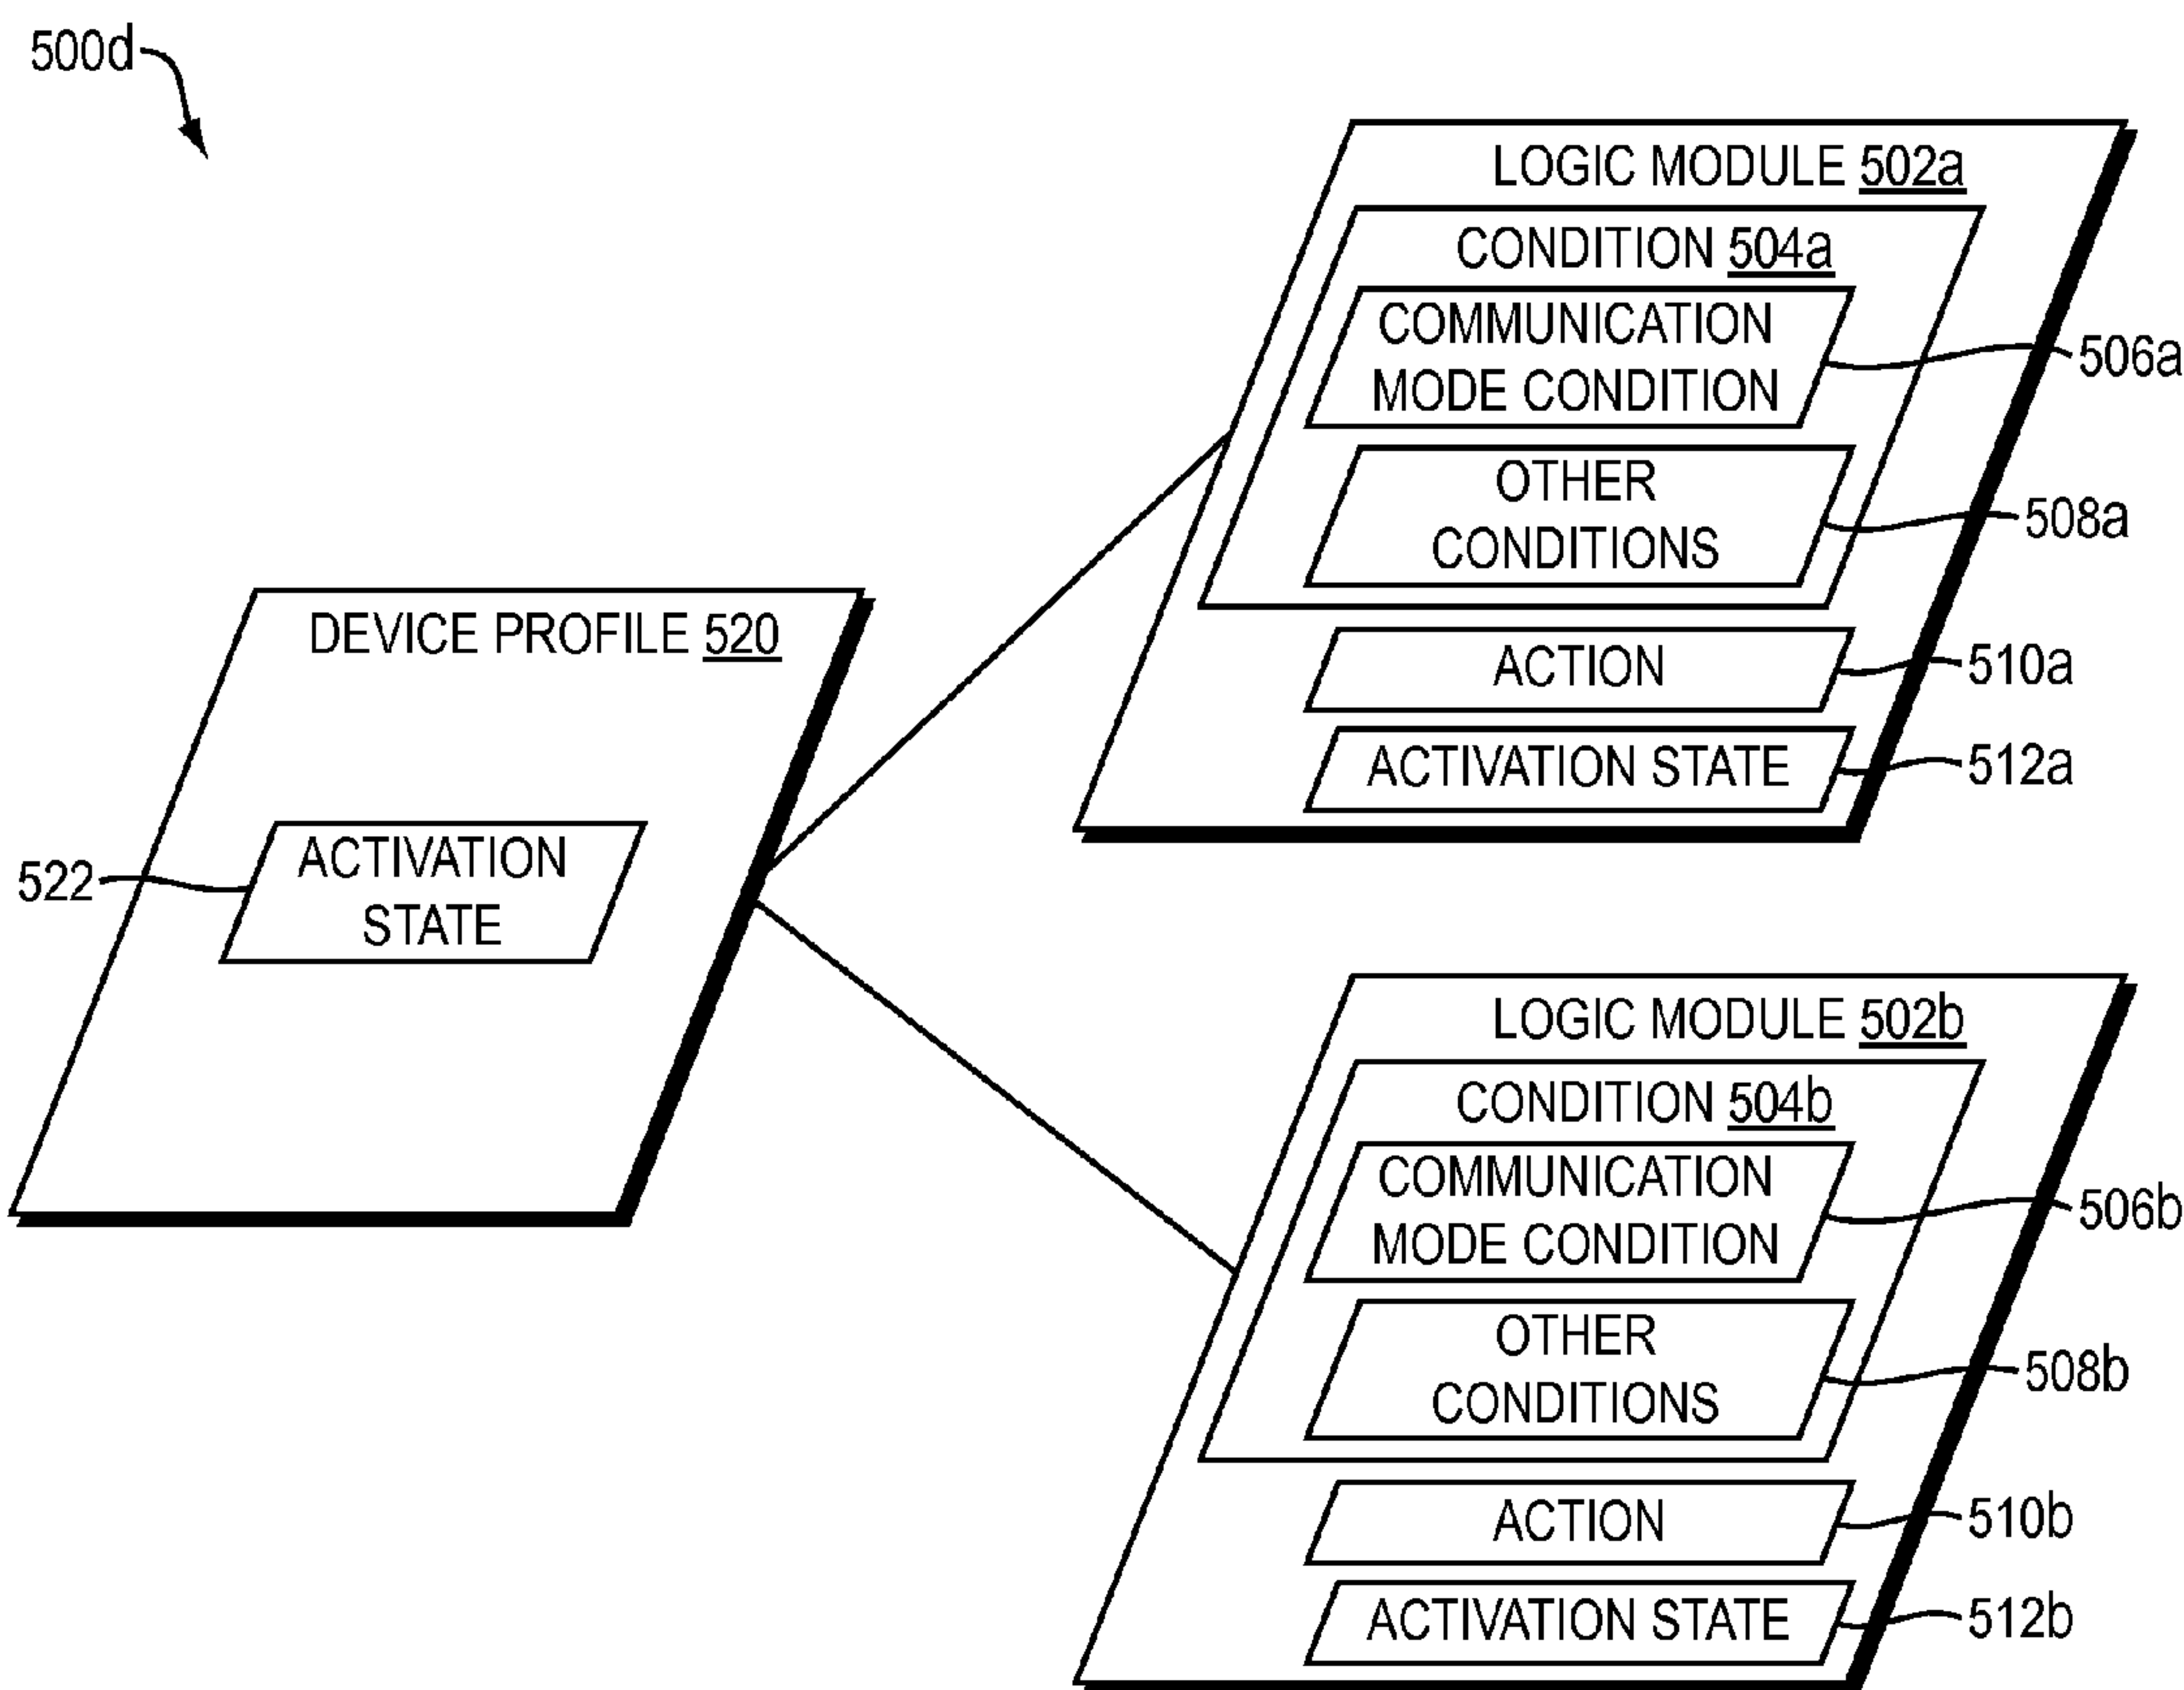 500d
LOGIC MODULE 502a
CONDITION 504a
COMMUNICATION
MODE CONDITION
506a
OTHER
CONDITIONS
508a
ACTION
510a
ACTIVATION STATE
512a
DEVICE PROFILE 520
ACTIVATION
STATE
522
LOGIC MODULE 502b
CONDITION 504b
COMMUNICATION
MODE CONDITION
506b
OTHER
CONDITIONS
508b
ACTION
510b
ACTIVATION STATE
512b